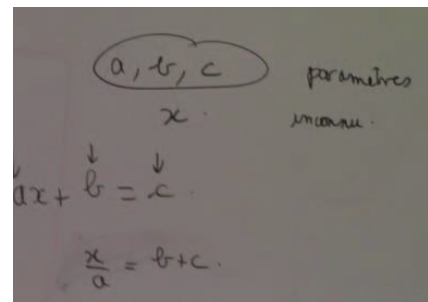 a, b, c paramètres
x. inconnu.
ax + b = c.
x/a = b+c.